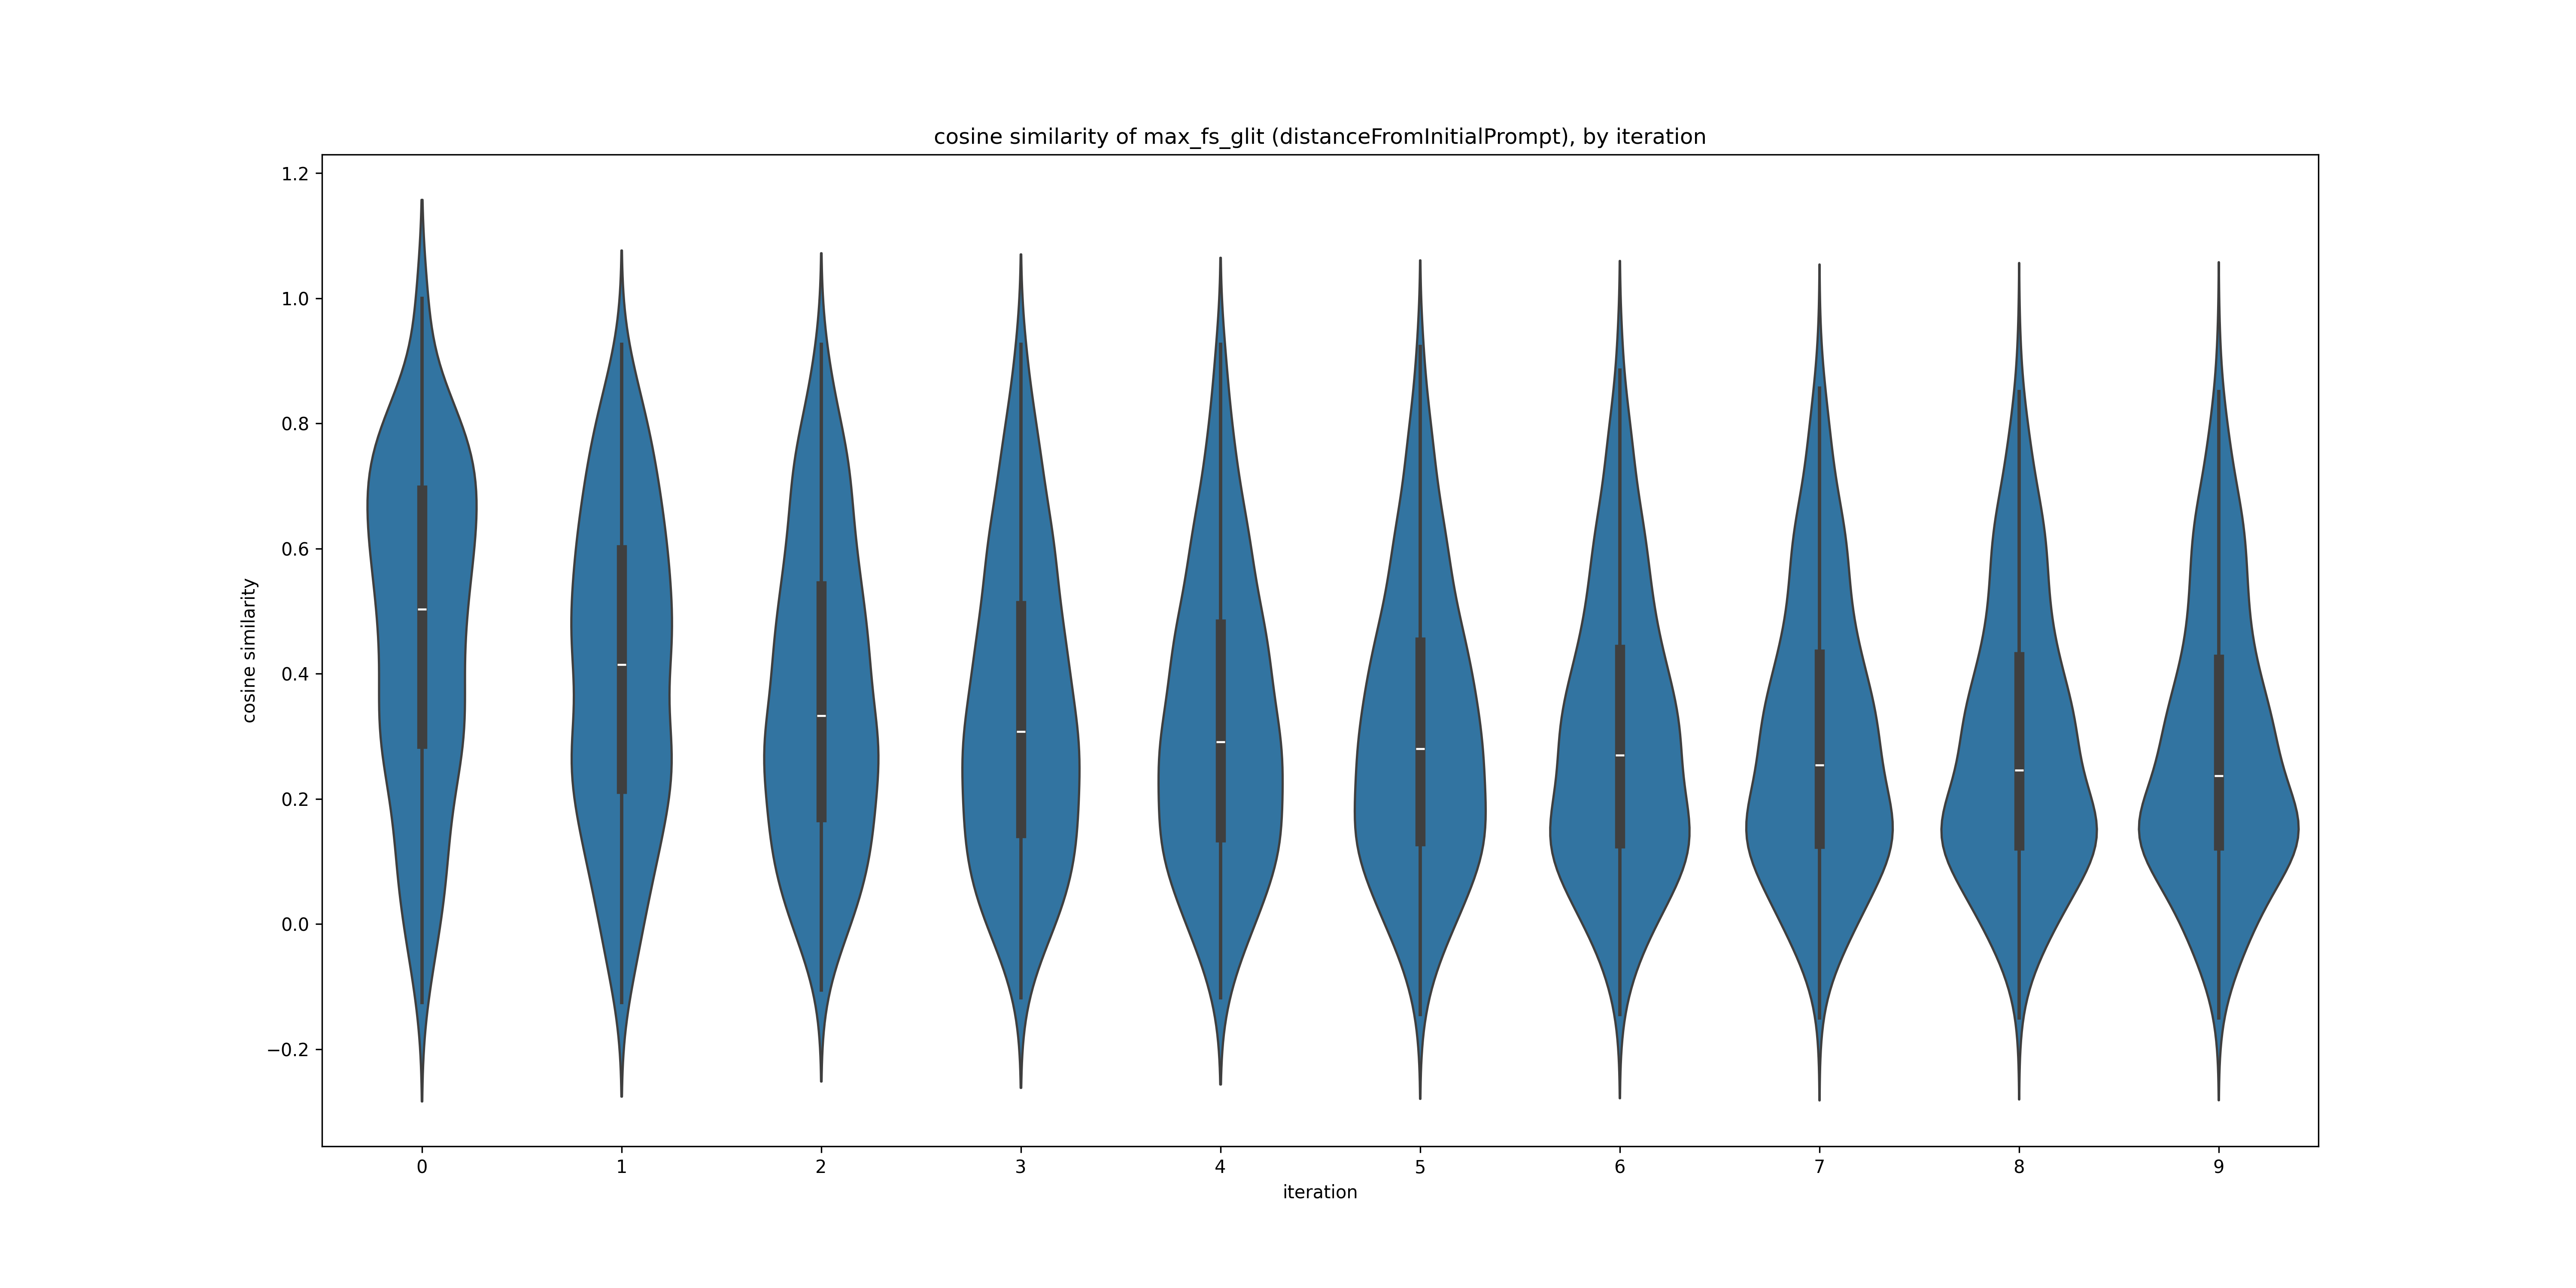 cosine similarity of max_fs_glit (distanceFromInitialPrompt), by iteration
1.2
1.0
0.8
0.6
0.4
0.2
0.0
−0.2
cosine similarity
0 1 2 3 4 5 6 7 8 9
iteration